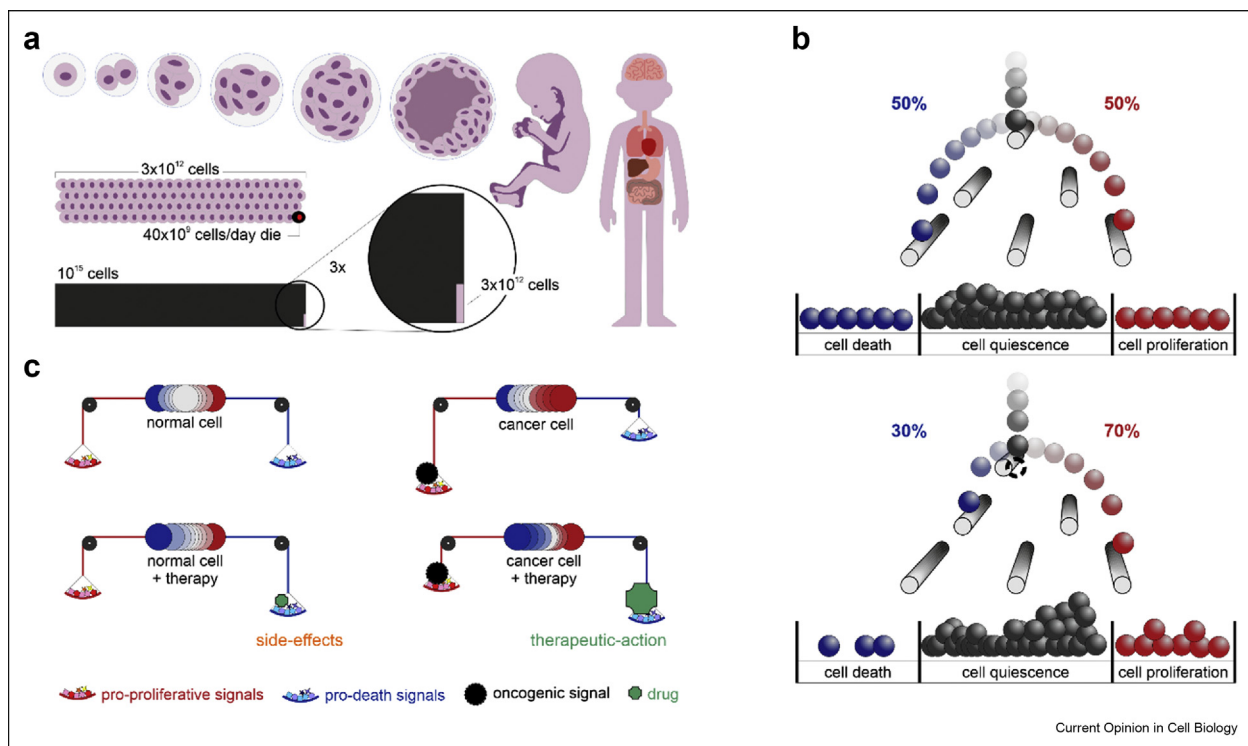 a
3x10¹² cells
40x10⁹ cells/day die
10¹⁵ cells
3x
3x10¹² cells
b
50%
50%
cell death
cell quiescence
cell proliferation
30%
70%
cell death
cell quiescence
cell proliferation
c
normal cell
cancer cell
normal cell
+ therapy
cancer cell
+ therapy
side-effects
therapeutic-action
pro-proliferative signals
pro-death signals
oncogenic signal
drug
Current Opinion in Cell Biology